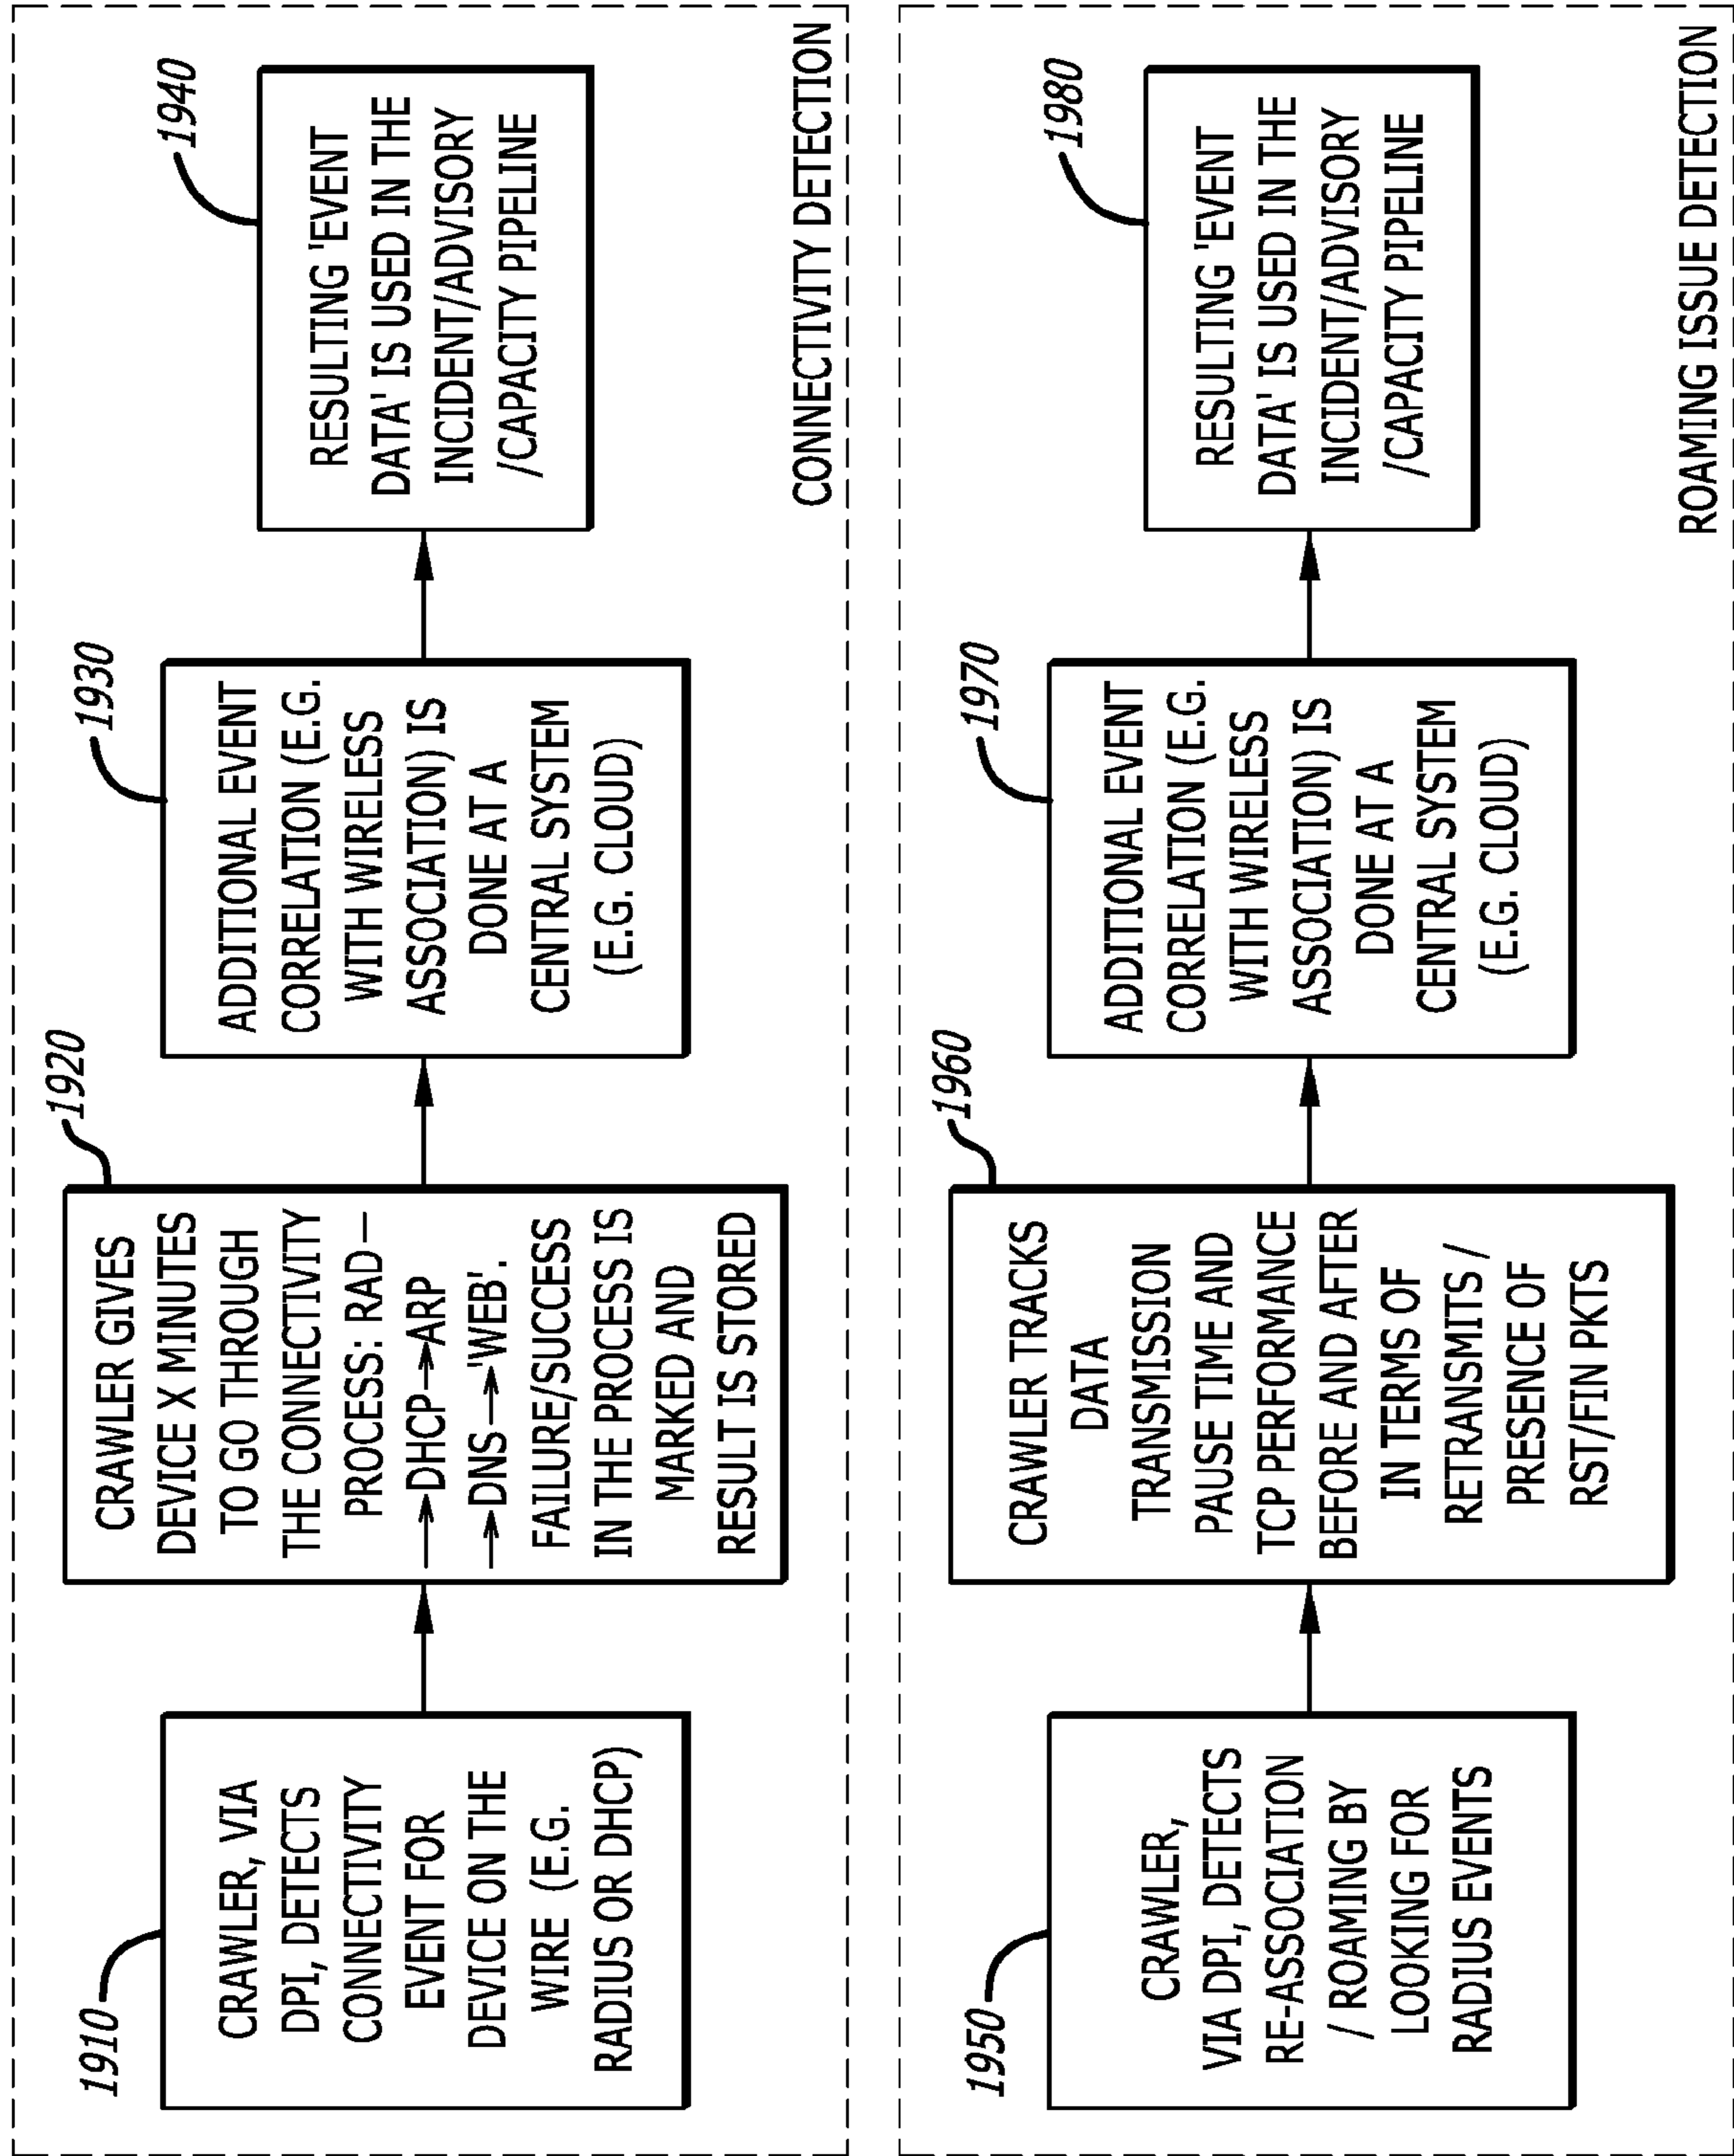 1910
CRAWLER, VIA
DPI, DETECTS
CONNECTIVITY
EVENT FOR
DEVICE ON THE
WIRE (E.G.
RADIUS OR DHCP)
1920
CRAWLER GIVES
DEVICE X MINUTES
TO GO THROUGH
THE CONNECTIVITY
PROCESS: RAD—
→DHCP→ARP
→DNS→'WEB'.
FAILURE/SUCCESS
IN THE PROCESS IS
MARKED AND
RESULT IS STORED
1930
ADDITIONAL EVENT
CORRELATION (E.G.
WITH WIRELESS
ASSOCIATION) IS
DONE AT A
CENTRAL SYSTEM
(E.G. CLOUD)
1940
RESULTING 'EVENT
DATA' IS USED IN THE
INCIDENT/ADVISORY
/CAPACITY PIPELINE
CONNECTIVITY DETECTION
1950
CRAWLER,
VIA DPI, DETECTS
RE-ASSOCIATION
/ ROAMING BY
LOOKING FOR
RADIUS EVENTS
1960
CRAWLER TRACKS
DATA
TRANSMISSION
PAUSE TIME AND
TCP PERFORMANCE
BEFORE AND AFTER
IN TERMS OF
RETRANSMITS /
PRESENCE OF
RST/FIN PKTS
1970
ADDITIONAL EVENT
CORRELATION (E.G.
WITH WIRELESS
ASSOCIATION) IS
DONE AT A
CENTRAL SYSTEM
(E.G. CLOUD)
1980
RESULTING 'EVENT
DATA' IS USED IN THE
INCIDENT/ADVISORY
/CAPACITY PIPELINE
ROAMING ISSUE DETECTION